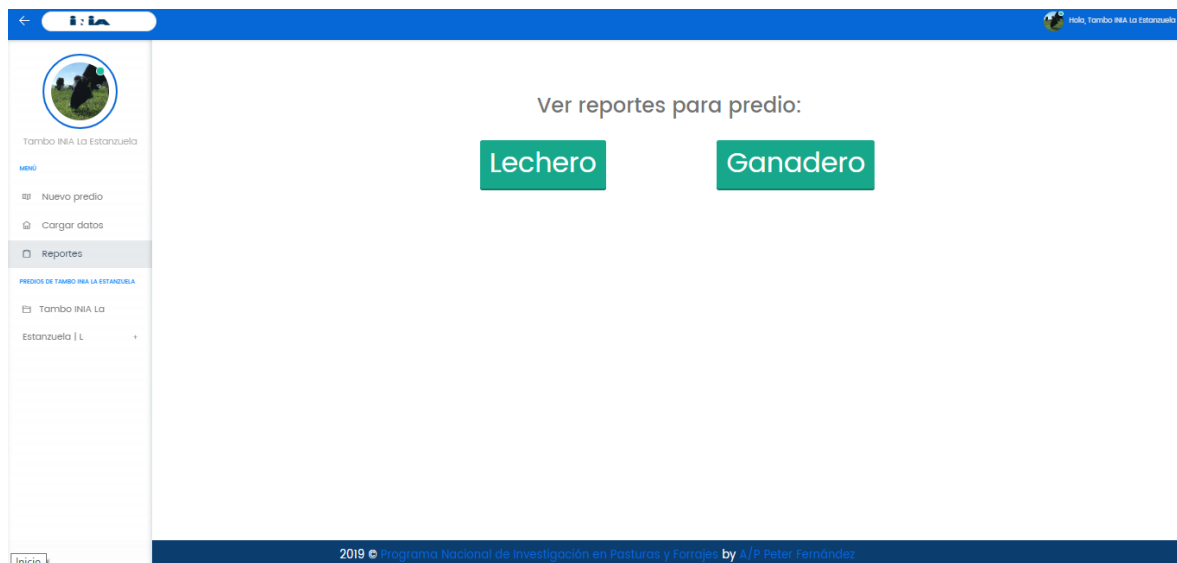 INIA
Hola, Tambo INIA La Estanzuela
Tambo INIA La Estanzuela
MENÚ
Nuevo predio
Cargar datos
Reportes
PREDIOS DE TAMBO INIA LA ESTANZUELA
Tambo INIA La
Estanzuela | L +
Ver reportes para predio:
Lechero Ganadero
2019 © Programa Nacional de Investigación en Pasturas y Forrajes by A/P Peter Fernández
Inicio